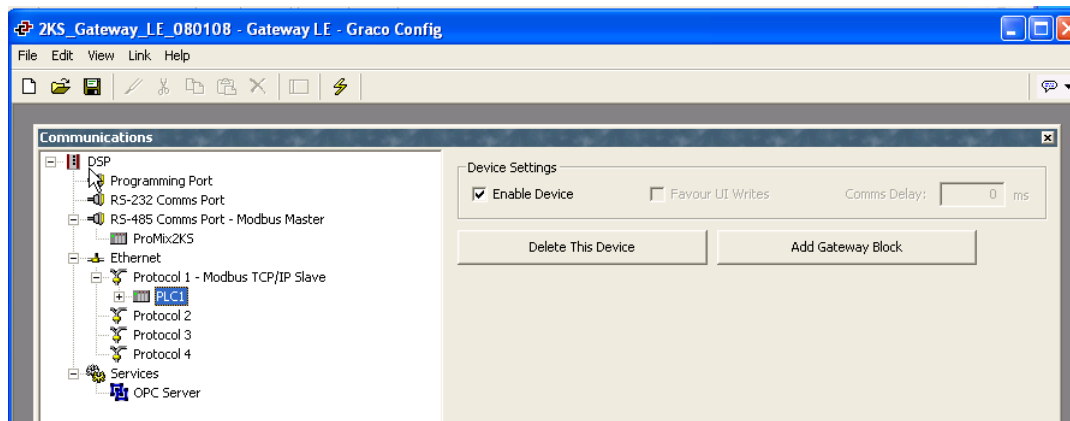 2KS_Gateway_LE_080108 - Gateway LE - Graco Config
File Edit View Link Help
Communications
DSP
Programming Port
RS-232 Comms Port
RS-485 Comms Port - Modbus Master
ProMix2KS
Ethernet
Protocol 1 - Modbus TCP/IP Slave
PLC1
Protocol 2
Protocol 3
Protocol 4
Services
OPC Server
Device Settings
Enable Device Favour UI Writes Comms Delay: 0 ms
Delete This Device Add Gateway Block